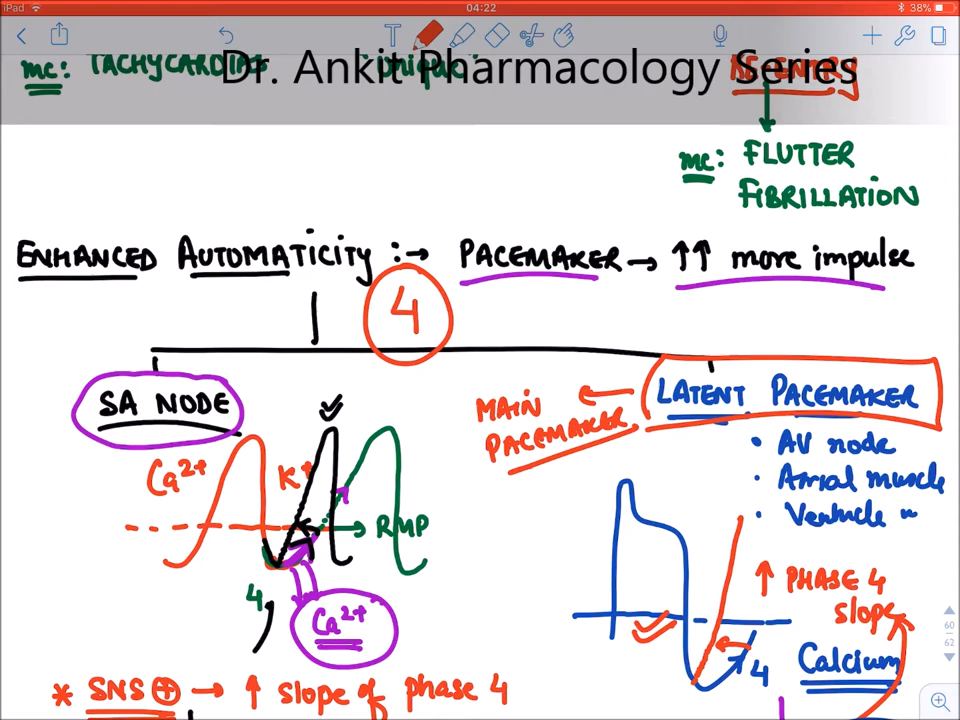 iPad 04:22 38%
Dr. Ankit Pharmacology Series
mc: TACHYCARDIA
RE-ENTRY
mc: FLUTTER
FIBRILLATION
ENHANCED AUTOMATICITY :→ PACEMAKER → ↑↑ more impulse
4
SA NODE
LATENT PACEMAKER
MAIN
PACEMAKER
• AV node
• Atrial muscle
• Ventricle "
Ca2+ K+
RMP
4
Ca2+
↑ PHASE 4
slope
4 Calcium
* SNS ⊕ → ↑ slope of phase 4
60
62